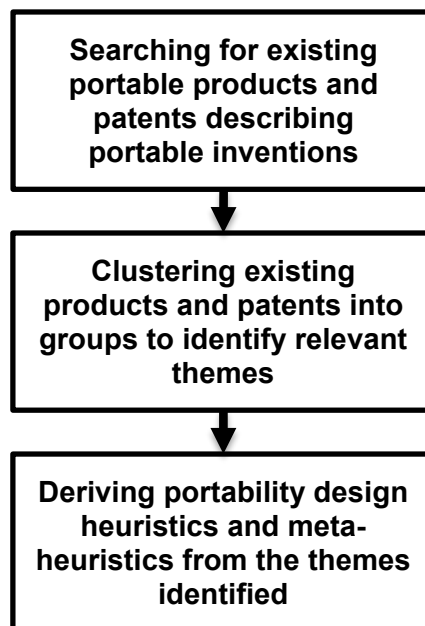 Searching for existing
portable products and
patents describing
portable inventions
Clustering existing
products and patents into
groups to identify relevant
themes
Deriving portability design
heuristics and meta-
heuristics from the themes
identified